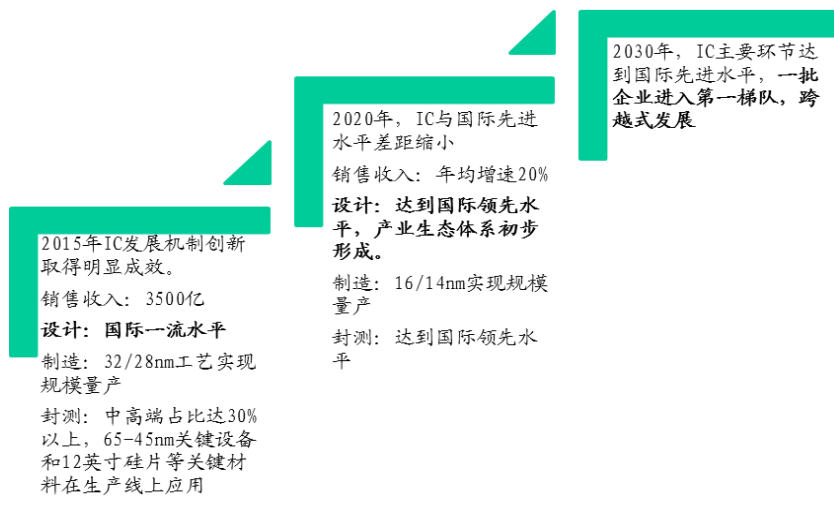 2015年IC发展机制创新
取得明显成效。
销售收入：3500亿
设计：国际一流水平
制造：32/28nm工艺实现
规模量产
封测：中高端占比达30%
以上，65-45nm关键设备
和12英寸硅片等关键材
料在生产线上应用
2020年，IC与国际先进
水平差距缩小
销售收入：年均增速20%
设计：达到国际领先水
平，产业生态体系初步
形成。
制造：16/14nm实现规模
量产
封测：达到国际领先水
平
2030年，IC主要环节达
到国际先进水平，一批
企业进入第一梯队，跨
越式发展